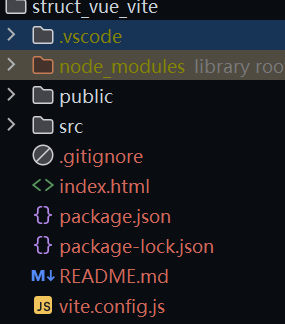 struct_vue_vite
.vscode
node_modules library root
public
src
.gitignore
index.html
package.json
package-lock.json
README.md
vite.config.js